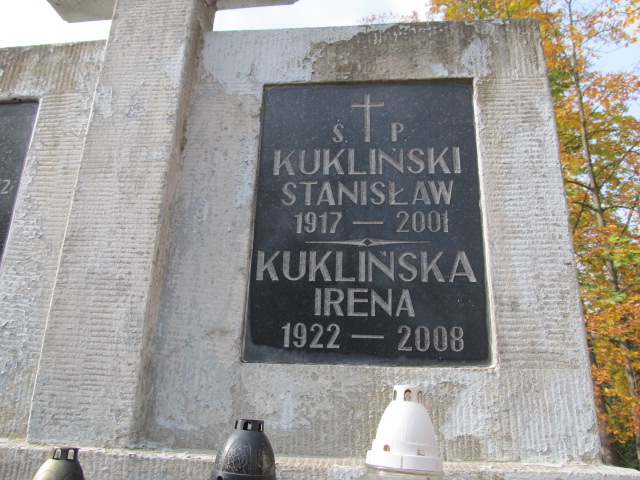 Ś. P.
KUKLIŃSKI
STANISŁAW
1917 — 2001
KUKLIŃSKA
IRENA
1922 — 2008